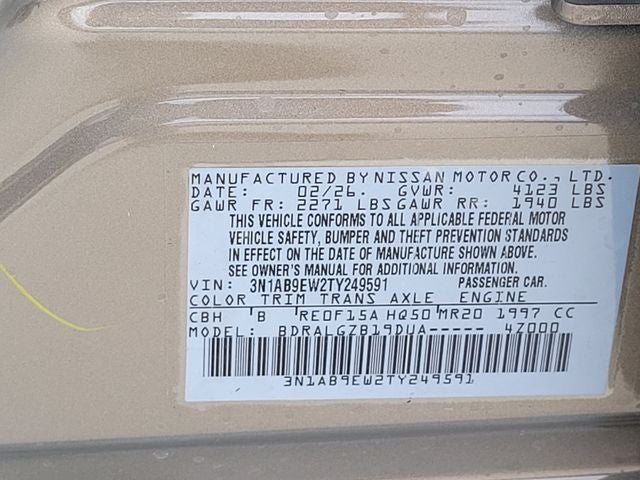 MANUFACTURED BY NISSAN MOTOR CO., LTD.
DATE: 02/26. GVWR: 4123 LBS
GAWR FR: 2271 LBS GAWR RR: 1940 LBS
THIS VEHICLE CONFORMS TO ALL APPLICABLE FEDERAL MOTOR
VEHICLE SAFETY, BUMPER AND THEFT PREVENTION STANDARDS
IN EFFECT ON THE DATE OF MANUFACTURE SHOWN ABOVE.
SEE OWNER'S MANUAL FOR ADDITIONAL INFORMATION.
VIN: 3N1AB9EW2TY249591 PASSENGER CAR.
COLOR TRIM TRANS AXLE ENGINE
CBH B RE0F15A HQ50 MR20 1997 CC
MODEL: BDRALGZB19DUA----- 4Z000
3N1AB9EW2TY249591